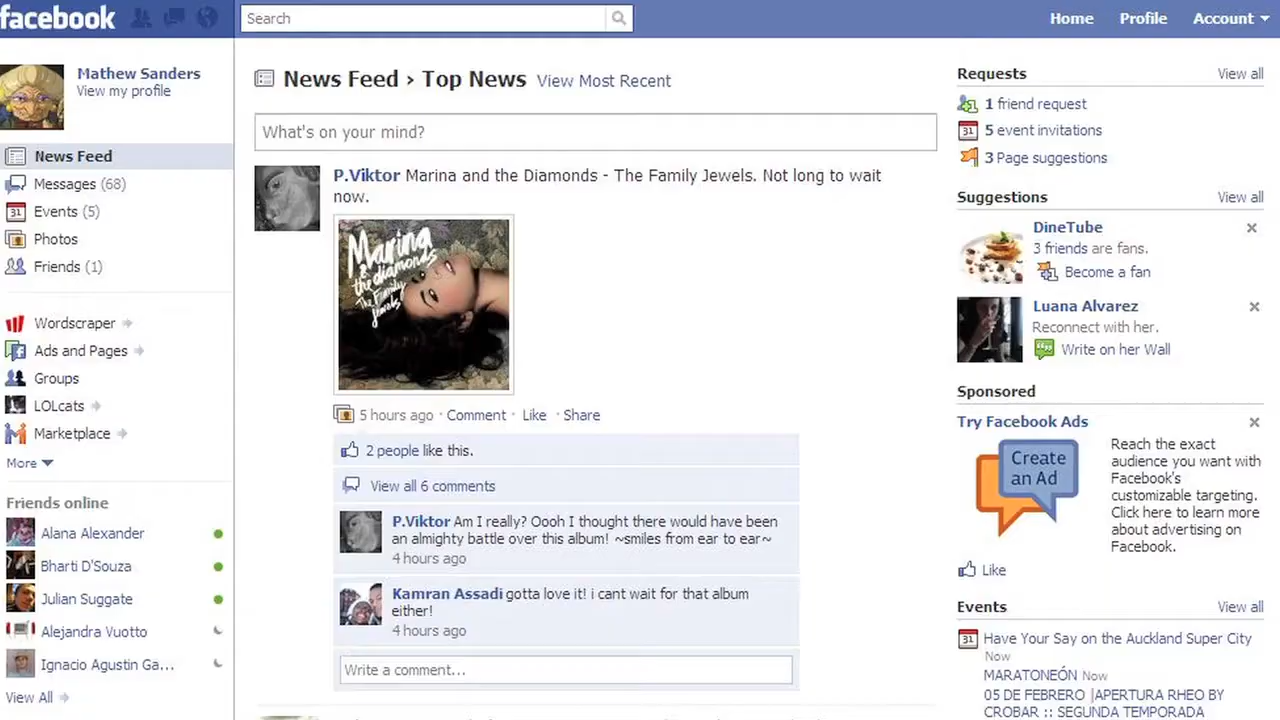 facebook
Search
Home
Profile
Account
Mathew Sanders
View my profile
News Feed
Messages (68)
31
Events (5)
Photos
Friends (1)
Wordscraper
Ads and Pages
Groups
LOLcats
Marketplace
More
Friends online
Alana Alexander
Bharti D'Souza
Julian Suggate
Alejandra Vuotto
Ignacio Agustin Ga...
View All
News Feed › Top News
View Most Recent
What's on your mind?
P.Viktor Marina and the Diamonds - The Family Jewels. Not long to wait
now.
Marina
& the diamonds
The Family
Jewels
5 hours ago · Comment · Like · Share
2 people like this.
View all 6 comments
P.Viktor Am I really? Oooh I thought there would have been
an almighty battle over this album! ~smiles from ear to ear~
4 hours ago
Kamran Assadi gotta love it! i cant wait for that album
either!
4 hours ago
Write a comment...
Requests
View all
1 friend request
31
5 event invitations
3 Page suggestions
Suggestions
View all
DineTube
3 friends are fans.
Become a fan
Luana Alvarez
Reconnect with her.
Write on her Wall
Sponsored
Try Facebook Ads
Create
an Ad
Reach the exact
audience you want with
Facebook's
customizable targeting.
Click here to learn more
about advertising on
Facebook.
Like
Events
View all
31
Have Your Say on the Auckland Super City
Now
MARATONEÓN Now
05 DE FEBRERO |APERTURA RHEO BY
CROBAR :: SEGUNDA TEMPORADA